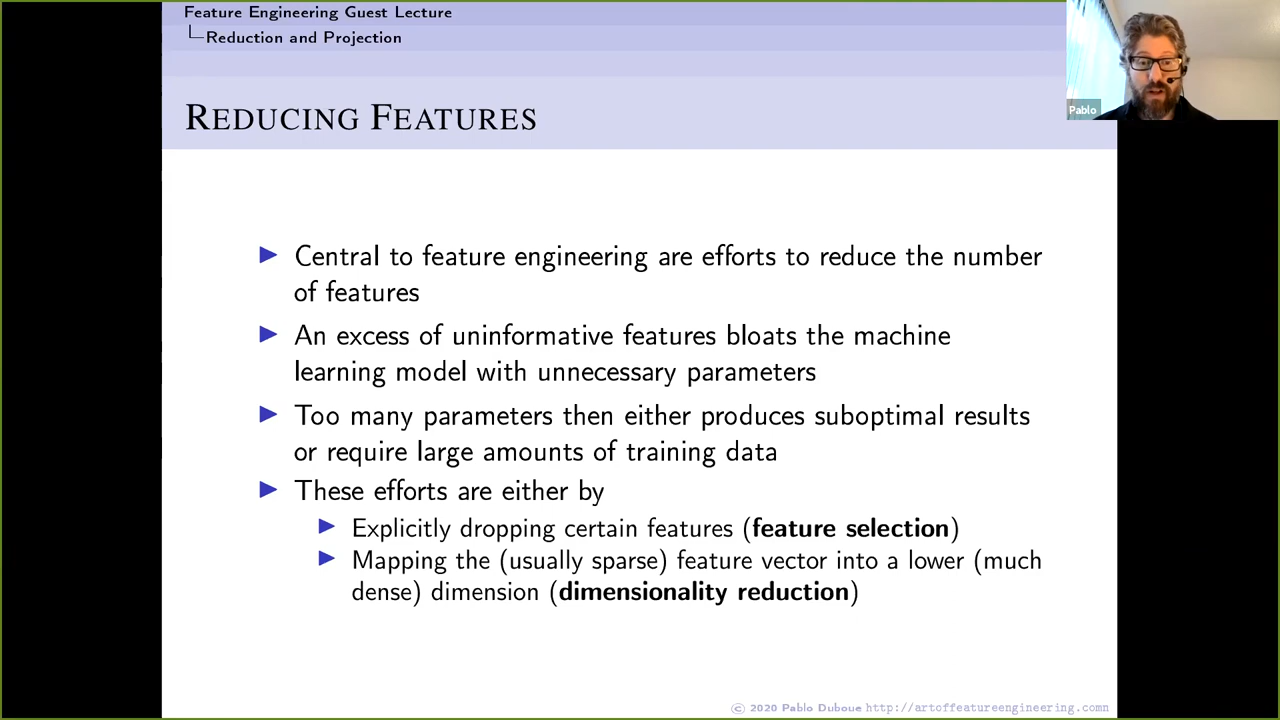 Feature Engineering Guest Lecture
Reduction and Projection
REDUCING FEATURES
Pablo
Central to feature engineering are efforts to reduce the number
of features
An excess of uninformative features bloats the machine
learning model with unnecessary parameters
Too many parameters then either produces suboptimal results
or require large amounts of training data
These efforts are either by
Explicitly dropping certain features (feature selection)
Mapping the (usually sparse) feature vector into a lower (much
dense) dimension (dimensionality reduction)
© 2020 Pablo Duboue http://artoffeatureengineering.comn